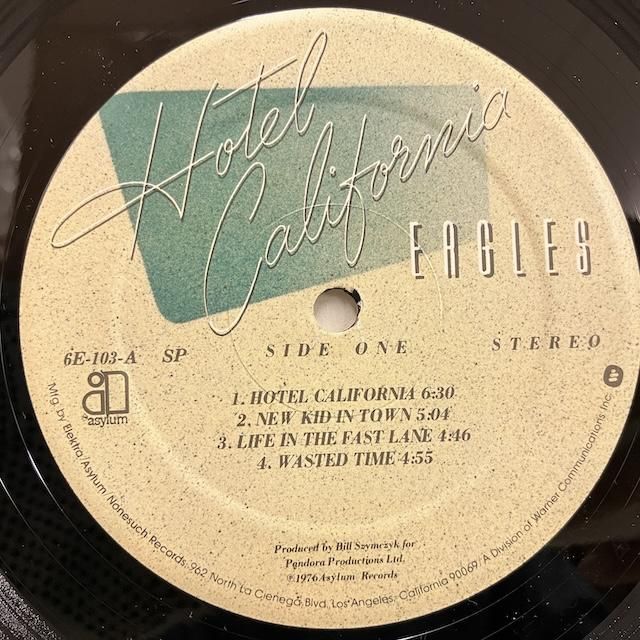 Hotel
California
EAGLES
6E-103-A SP SIDE ONE STEREO
asylum
1. HOTEL CALIFORNIA 6:30
2. NEW KID IN TOWN 5:04
3. LIFE IN THE FAST LANE 4:46
4. WASTED TIME 4:55
Produced by Bill Szymczyk for
Pandora Productions Ltd.
℗1976 Asylum Records
Mfg. by Elektra/Asylum/Nonesuch Records, 962 North La Cienega Blvd, Los Angeles, California 90069/A Division of Warner Communications Inc.